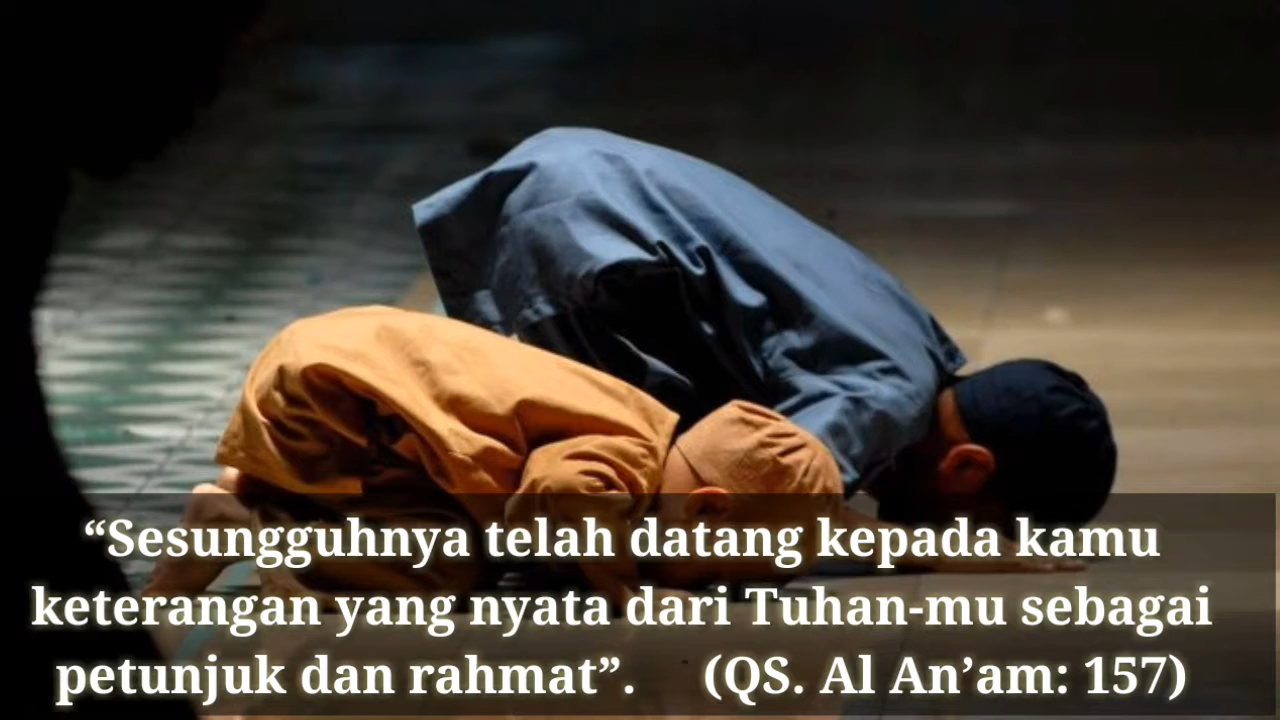 “Sesungguhnya telah datang kepada kamu
keterangan yang nyata dari Tuhan-mu sebagai
petunjuk dan rahmat”. (QS. Al An’am: 157)